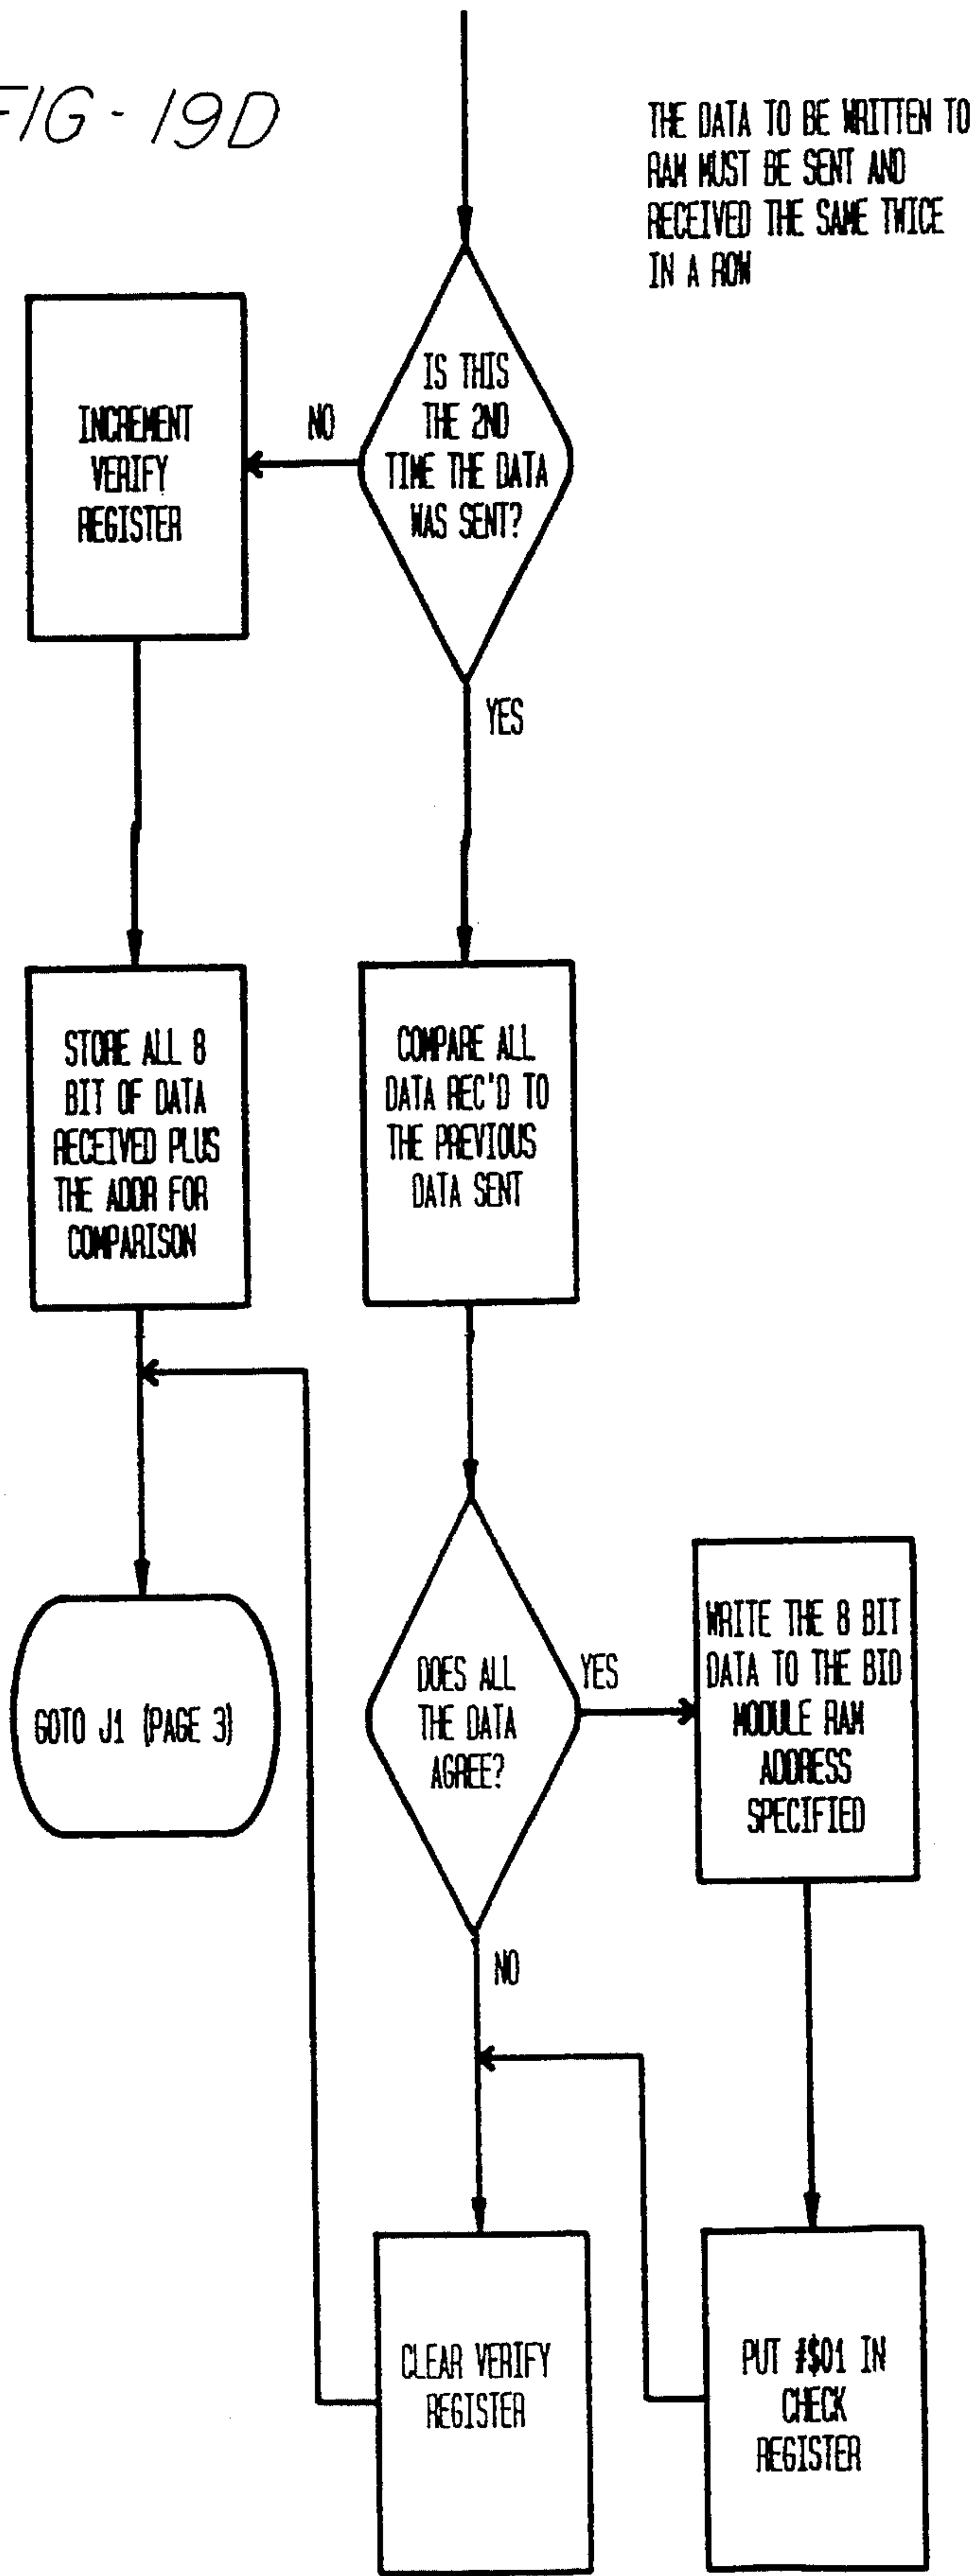 FIG - 19D
THE DATA TO BE WRITTEN TO
RAM MUST BE SENT AND
RECEIVED THE SAME TWICE
IN A ROW
IS THIS
THE 2ND
TIME THE DATA
WAS SENT?
NO
INCREMENT
VERIFY
REGISTER
YES
STORE ALL 8
BIT OF DATA
RECEIVED PLUS
THE ADDR FOR
COMPARISON
COMPARE ALL
DATA REC'D TO
THE PREVIOUS
DATA SENT
GOTO J1 (PAGE 3)
DOES ALL
THE DATA
AGREE?
YES
WRITE THE 8 BIT
DATA TO THE BID
MODULE RAM
ADDRESS
SPECIFIED
NO
CLEAR VERIFY
REGISTER
PUT #$01 IN
CHECK
REGISTER